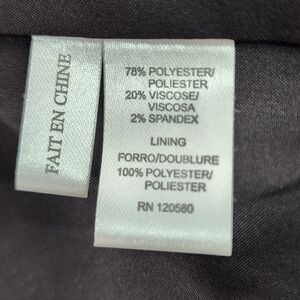 FAIT EN CHINE
78% POLYESTER/
POLIESTER
20% VISCOSE/
VISCOSA
2% SPANDEX
LINING
FORRO/DOUBLURE
100% POLYESTER/
POLIESTER
RN 120580